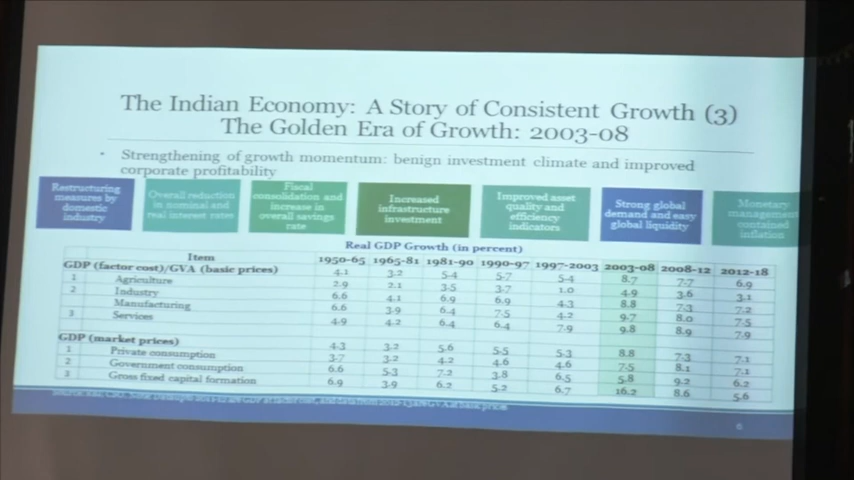 The Indian Economy: A Story of Consistent Growth (3)
The Golden Era of Growth: 2003-08
• Strengthening of growth momentum: benign investment climate and improved
corporate profitability
Restructuring
measures by
domestic
industry
Overall reduction
in nominal and
real interest rates
Fiscal
consolidation and
increase in
overall savings
rate
Increased
infrastructure
investment
Improved asset
quality and
efficiency
indicators
Strong global
demand and easy
global liquidity
Monetary
management
contained
inflation
Real GDP Growth (in percent)
Item 1950-65 1965-81 1981-90 1990-97 1997-2003 2003-08 2008-12 2012-18
GDP (factor cost)/GVA (basic prices) 4.1 3.2 5.4 5.7 5.4 8.7 7.7 6.9
1 Agriculture 2.9 2.1 3.5 3.7 1.0 4.9 3.6 3.1
2 Industry 6.6 4.1 6.9 6.9 4.3 8.8 7.3 7.2
Manufacturing 6.6 3.9 6.4 7.5 4.2 9.7 8.0 7.5
3 Services 4.9 4.2 6.4 6.4 7.9 9.8 8.9 7.9
GDP (market prices) 4.3 3.2 5.6 5.5 5.3 8.8 7.3 7.1
1 Private consumption 3.7 3.2 4.2 4.6 4.6 7.5 8.1 7.1
2 Government consumption 6.6 5.3 7.2 3.8 6.5 5.8 9.2 6.2
3 Gross fixed capital formation 6.9 3.9 6.2 5.2 6.7 16.2 8.6 5.6
6